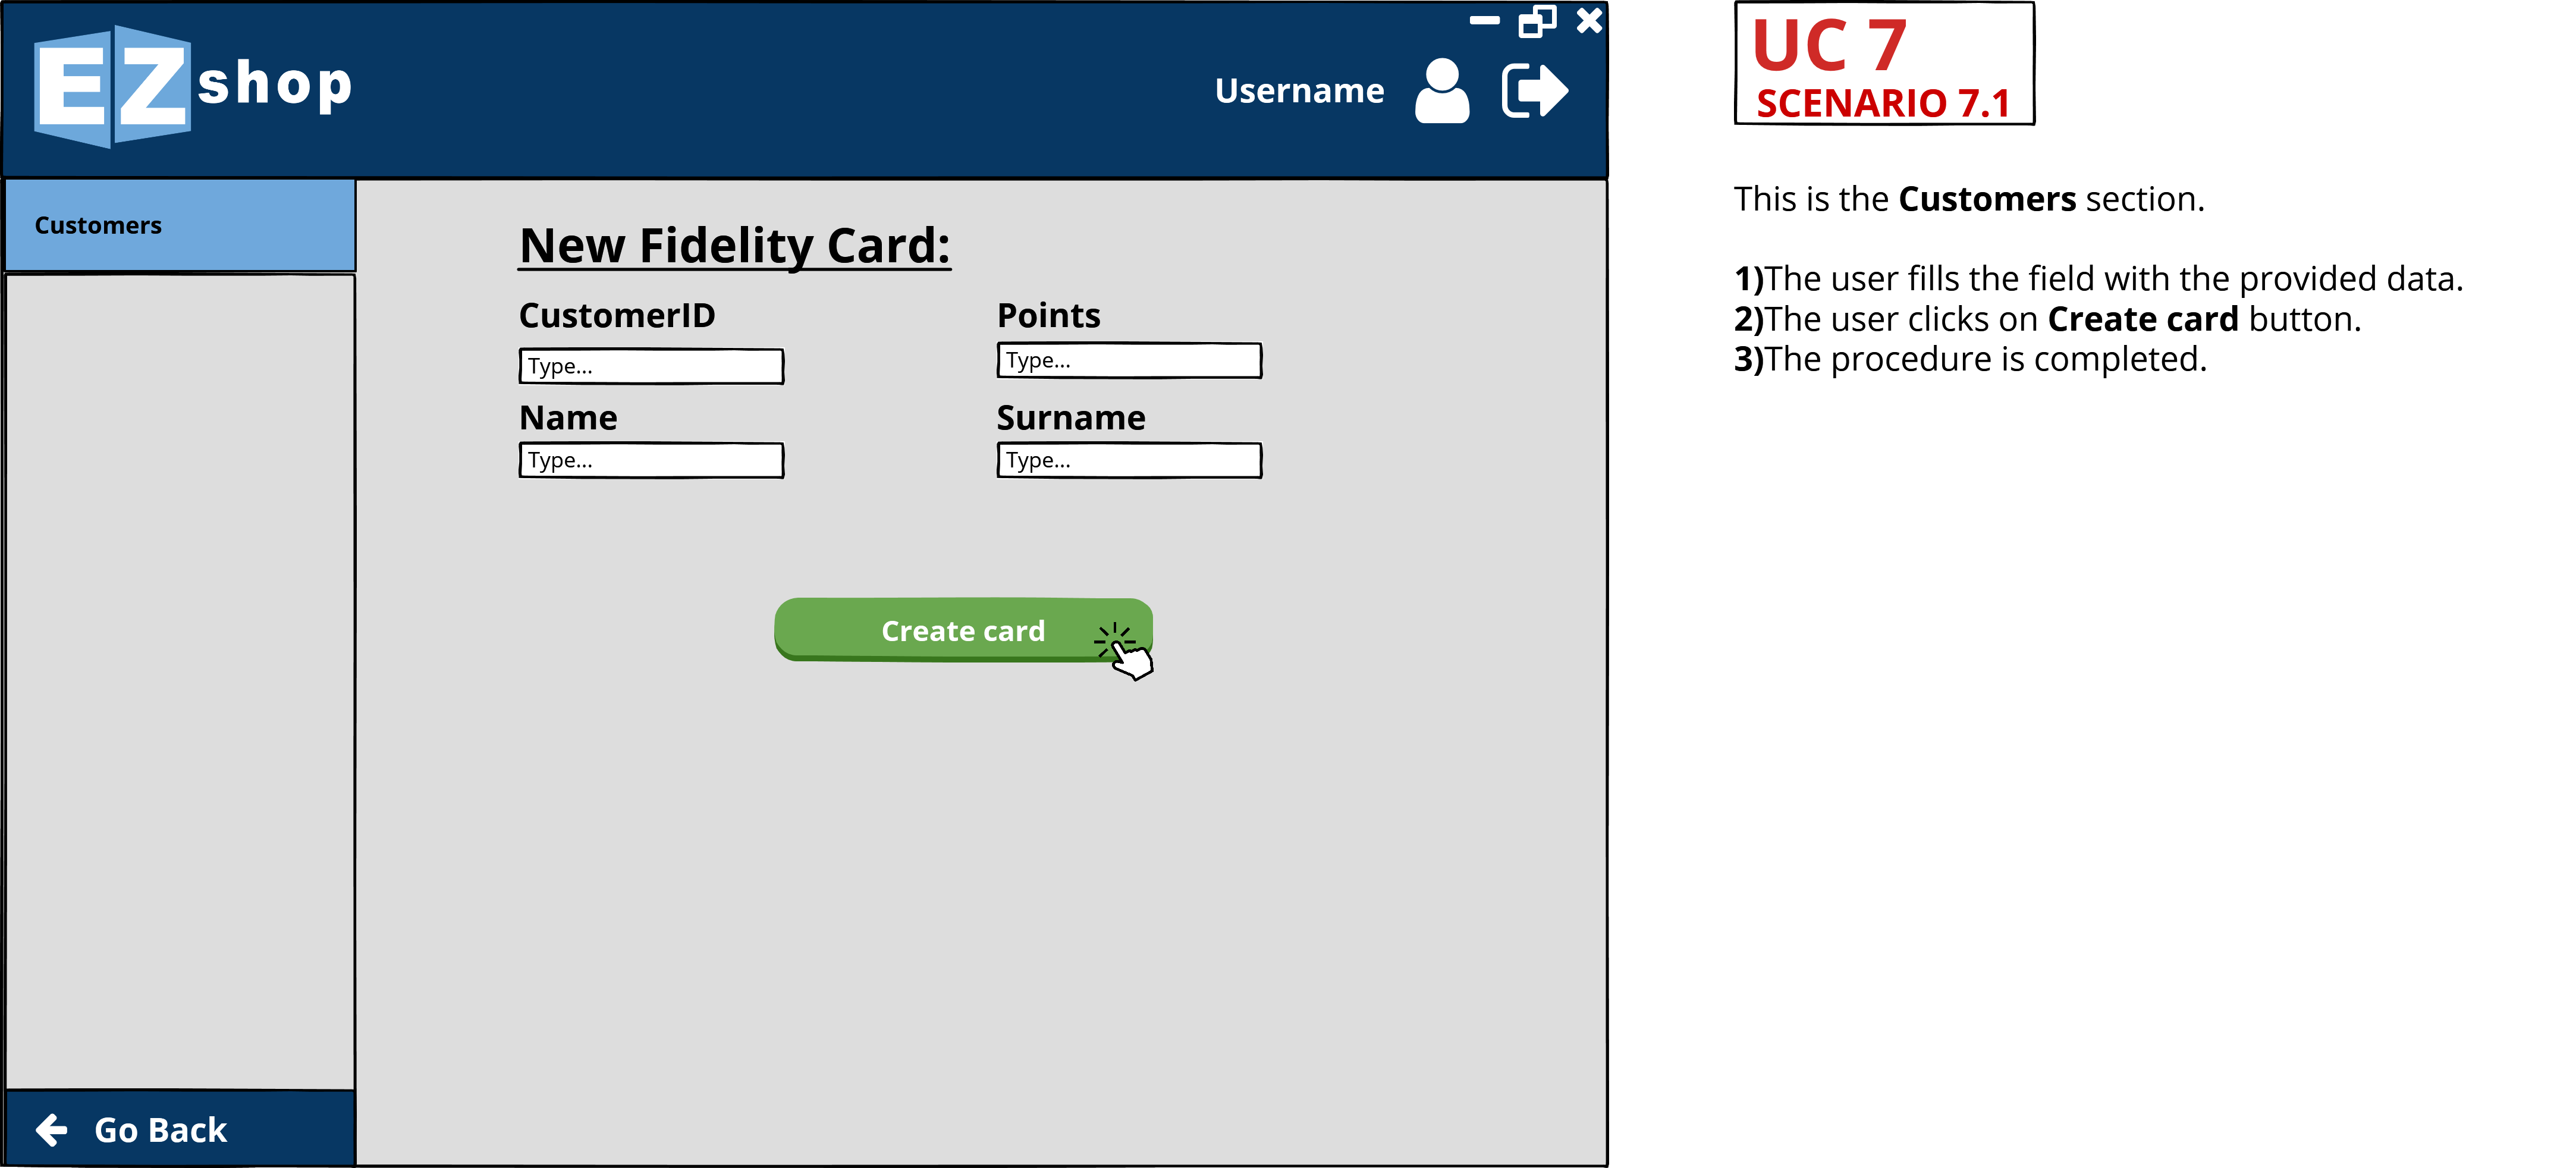 EZshop
Username
Customers
New Fidelity Card:
CustomerID
Points
Type...
Type...
Name
Surname
Type...
Type...
Create card
Go Back
UC 7
SCENARIO 7.1
This is the Customers section.
1)The user fills the field with the provided data.
2)The user clicks on Create card button.
3)The procedure is completed.